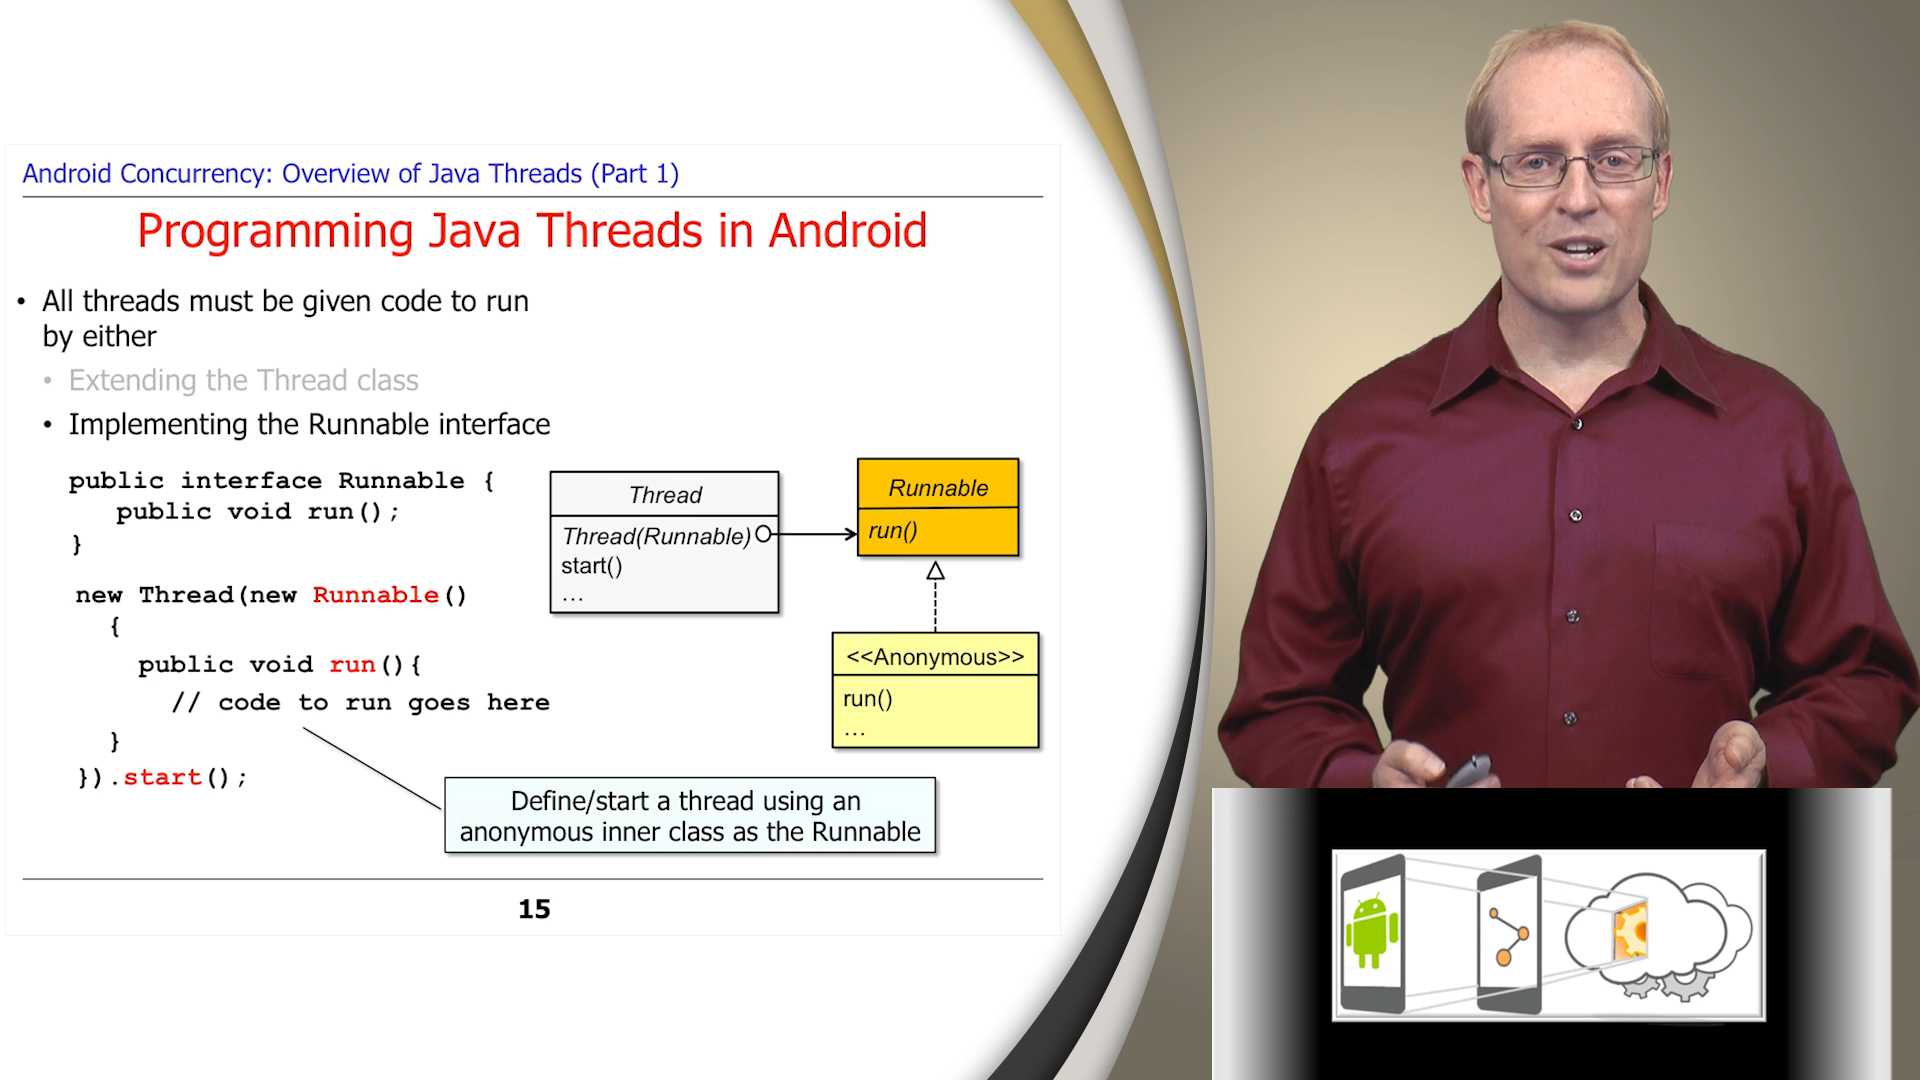 Android Concurrency: Overview of Java Threads (Part 1)
Programming Java Threads in Android
• All threads must be given code to run
by either
• Extending the Thread class
• Implementing the Runnable interface
public interface Runnable {
public void run();
}
new Thread(new Runnable()
{
public void run(){
// code to run goes here
}
}).start();
Thread
Thread(Runnable)
start()
...
Runnable
run()
<<Anonymous>>
run()
...
Define/start a thread using an
anonymous inner class as the Runnable
15